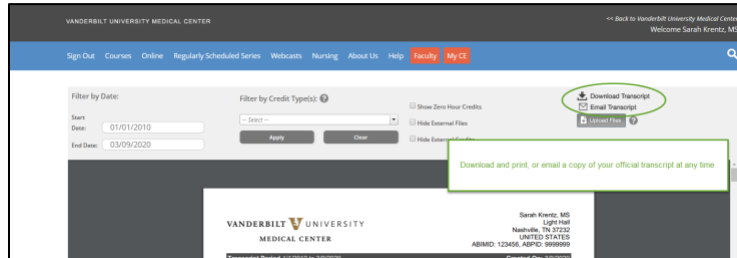 VANDERBILT UNIVERSITY MEDICAL CENTER
<< Back to Vanderbilt University Medical Center
Welcome Sarah Krentz, MS
Sign Out Courses Online Regularly Scheduled Series Webcasts Nursing About Us Help Faculty My CE
Filter by Date:
Start Date: 01/01/2010
End Date: 03/09/2020
Filter by Credit Type(s):
-- Select --
Apply Clear
Show Zero Hour Credits
Hide External Files
Hide External Credits
Download Transcript
Email Transcript
Upload Files
Download and print, or email a copy of your official transcript at any time
VANDERBILT UNIVERSITY
MEDICAL CENTER
Sarah Krentz, MS
Light Hall
Nashville, TN 37232
UNITED STATES
ABIMID: 123456, ABPID: 9999999